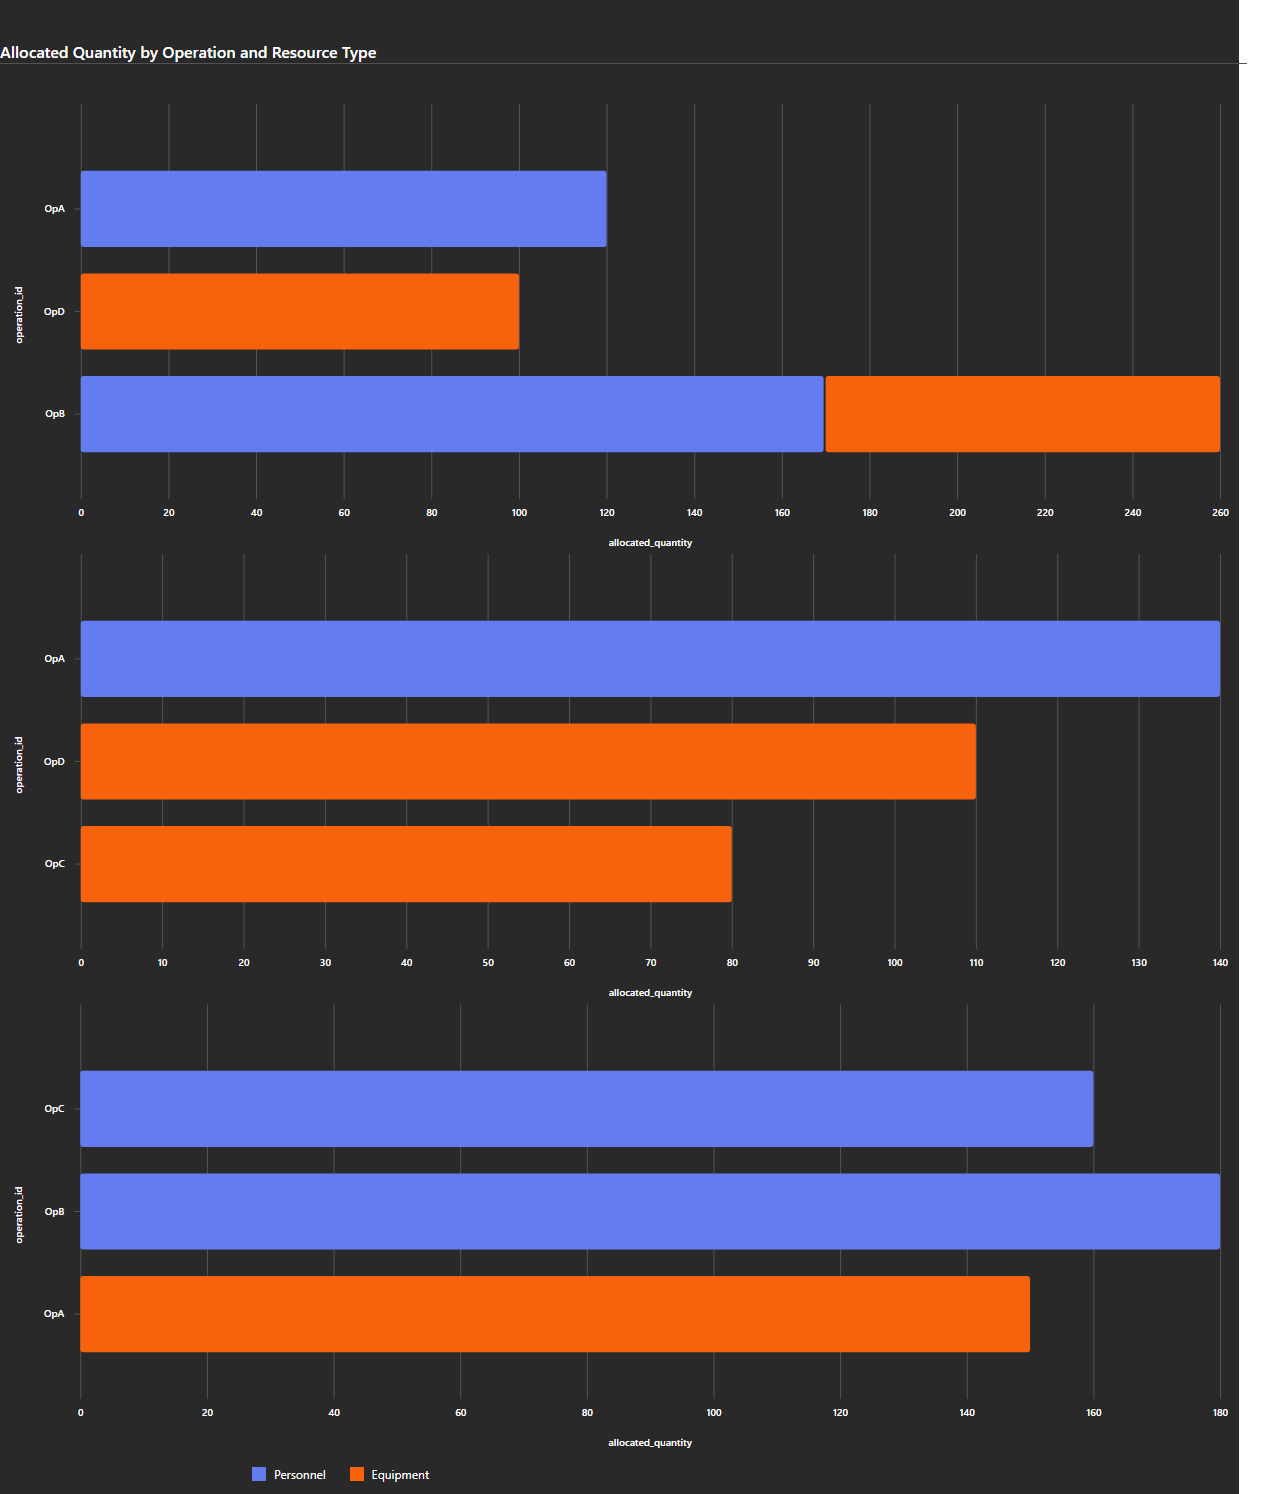 Allocated Quantity by Operation and Resource Type
operation_id
OpA
OpD
OpB
0 20 40 60 80 100 120 140 160 180 200 220 240 260
allocated_quantity
operation_id
OpA
OpD
OpC
0 10 20 30 40 50 60 70 80 90 100 110 120 130 140
allocated_quantity
operation_id
OpC
OpB
OpA
0 20 40 60 80 100 120 140 160 180
allocated_quantity
Personnel Equipment